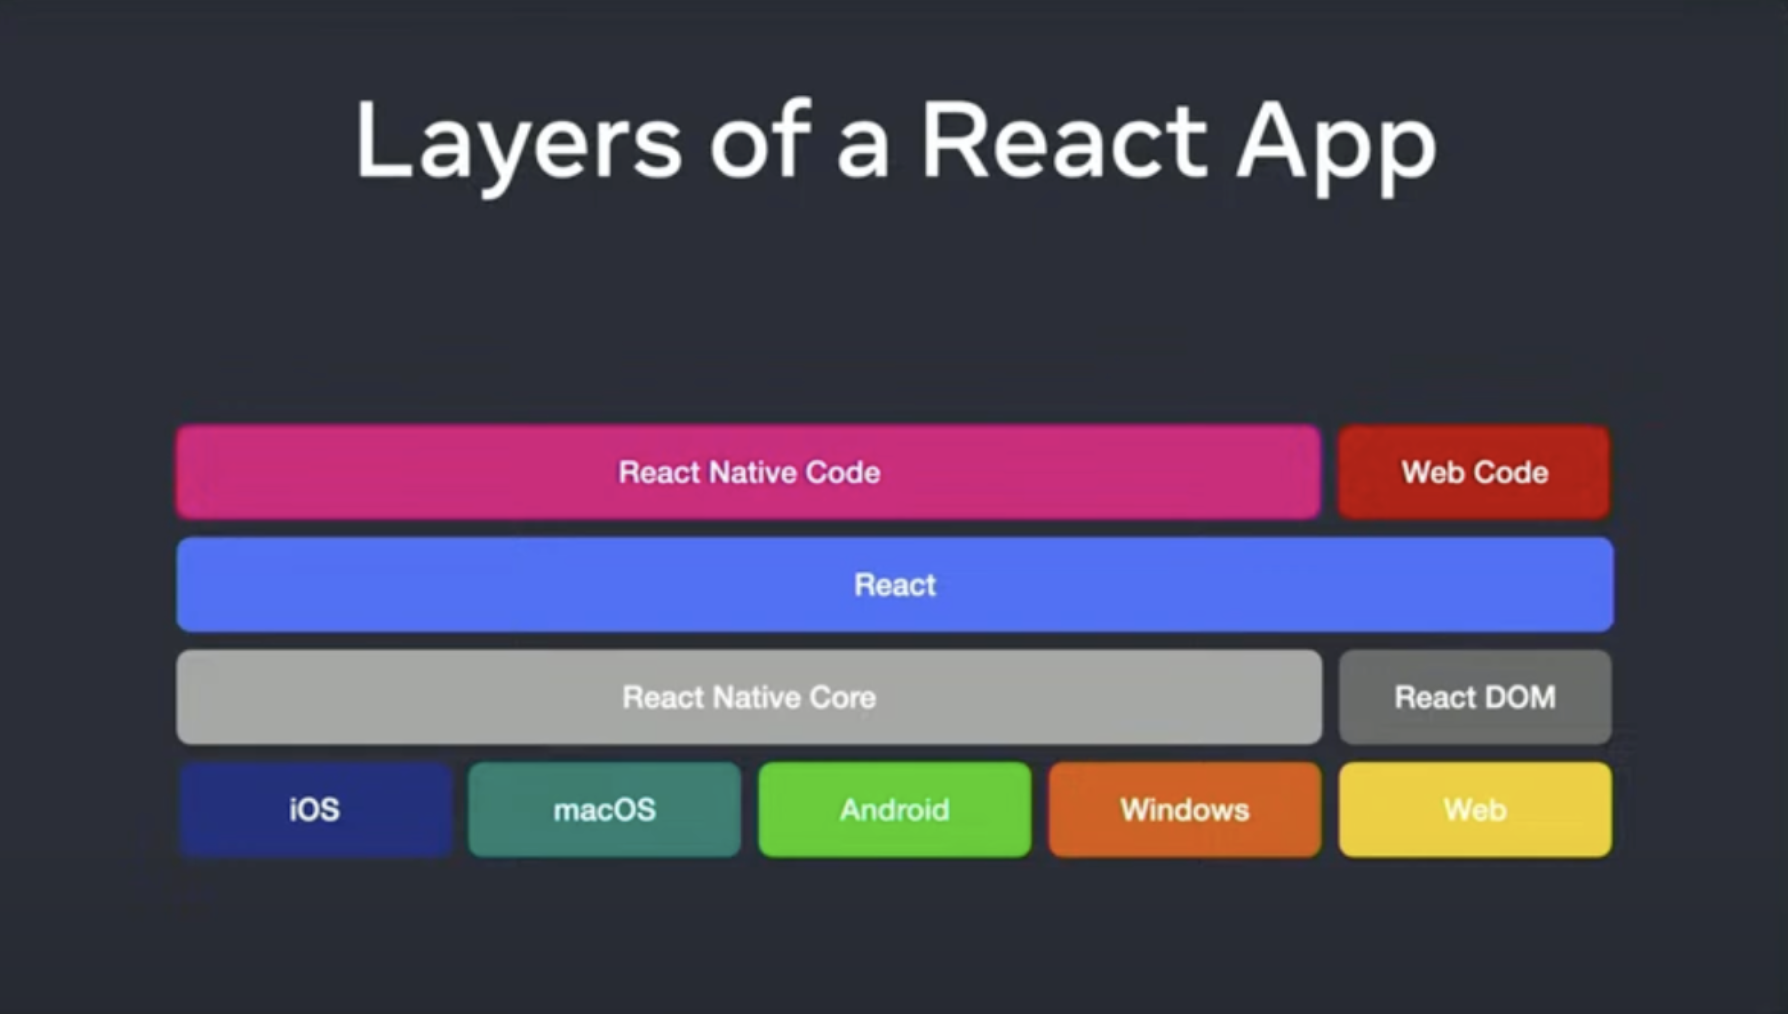 Layers of a React App
React Native Code
Web Code
React
React Native Core
React DOM
iOS
macOS
Android
Windows
Web